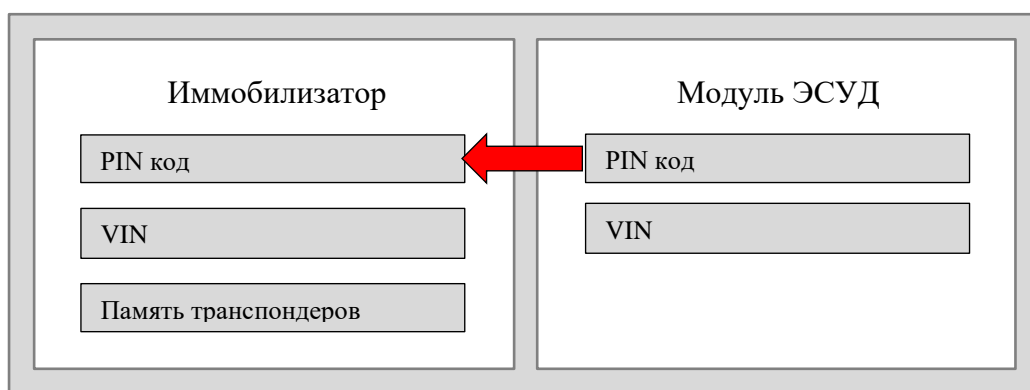 Иммобилизатор
PIN код
VIN
Память транспондеров
Модуль ЭСУД
PIN код
VIN